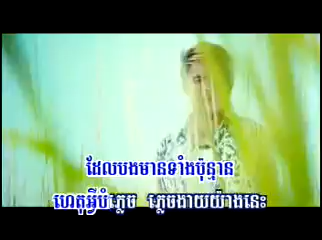 ដែលបងមានទាំងប៉ុន្មាន
ហេតុអ្វីបំភ្លេច ភ្លេចងាយយ៉ាងនេះ